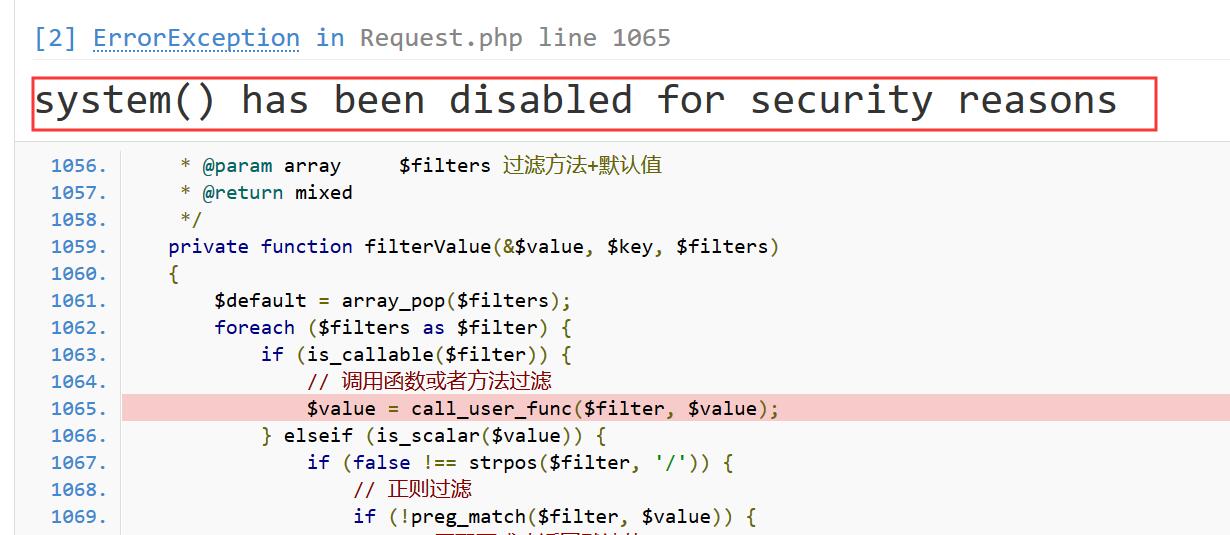 [2] ErrorException in Request.php line 1065
system() has been disabled for security reasons
1056.      * @param array     $filters 过滤方法+默认值
1057.      * @return mixed
1058.      */
1059.     private function filterValue(&$value, $key, $filters)
1060.     {
1061.         $default = array_pop($filters);
1062.         foreach ($filters as $filter) {
1063.             if (is_callable($filter)) {
1064.                 // 调用函数或者方法过滤
1065.                 $value = call_user_func($filter, $value);
1066.             } elseif (is_scalar($value)) {
1067.                 if (false !== strpos($filter, '/')) {
1068.                     // 正则过滤
1069.                     if (!preg_match($filter, $value)) {